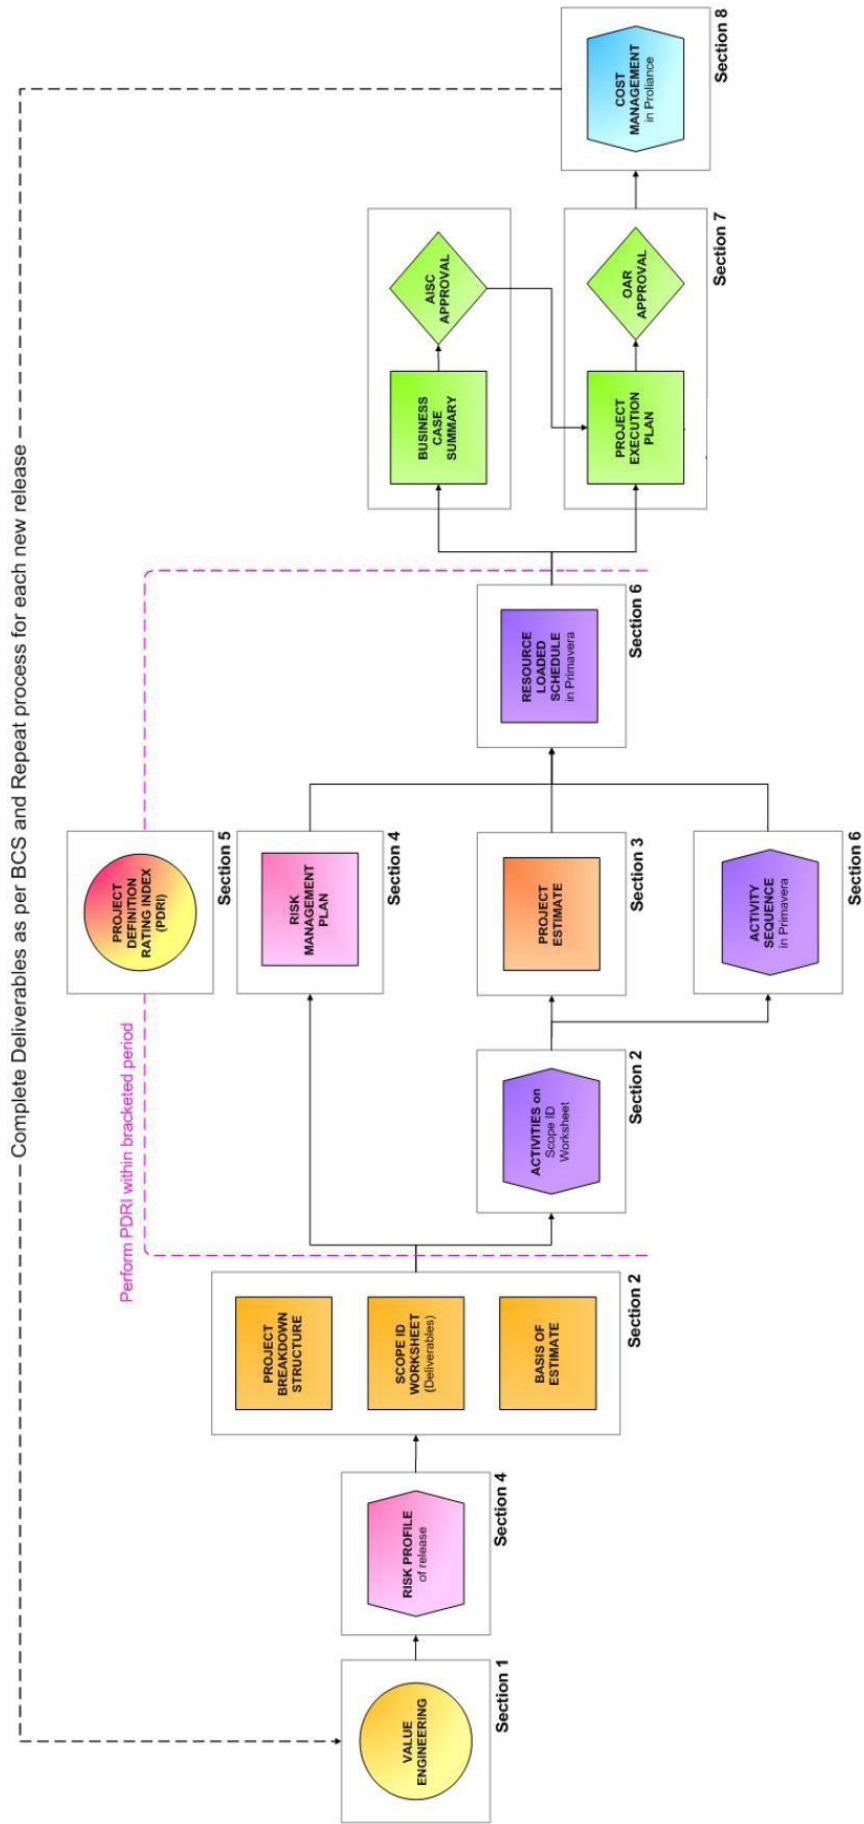 Complete Deliverables as per BCS and Repeat process for each new release
Perform PDRI within bracketed period
VALUE
ENGINEERING
Section 1
RISK PROFILE
of release
Section 4
PROJECT
BREAKDOWN
STRUCTURE
SCOPE ID
WORKSHEET
(Deliverables)
BASIS OF
ESTIMATE
Section 2
ACTIVITIES on
Scope ID
Worksheet
Section 2
PROJECT
DEFINITION
RATING INDEX
(PDRI)
Section 5
RISK
MANAGEMENT
PLAN
Section 4
PROJECT
ESTIMATE
Section 3
ACTIVITY
SEQUENCE
in Primavera
Section 6
RESOURCE
LOADED
SCHEDULE
in Primavera
Section 6
BUSINESS
CASE
SUMMARY
AISC
APPROVAL
PROJECT
EXECUTION
PLAN
OAR
APPROVAL
Section 7
COST
MANAGEMENT
in Proliance
Section 8